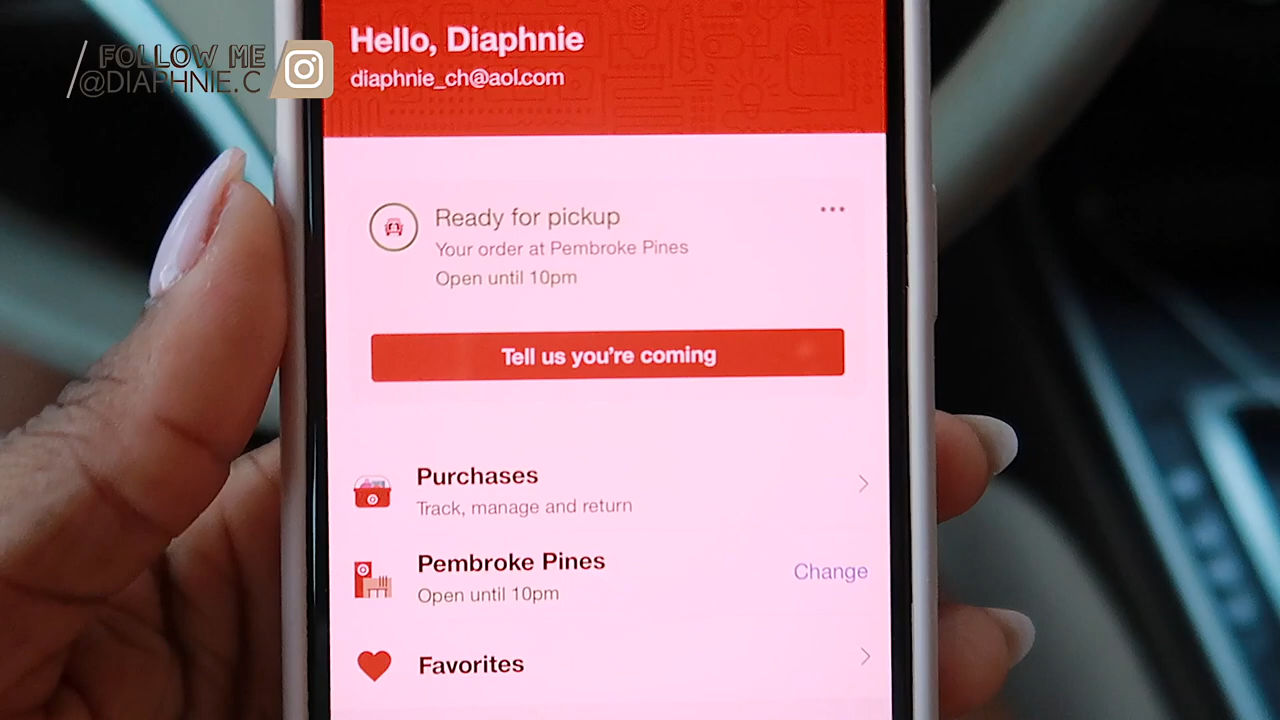 FOLLOW ME
@DIAPHNIE.C
Hello, Diaphnie
diaphnie_ch@aol.com
Ready for pickup
Your order at Pembroke Pines
Open until 10pm
Tell us you're coming
Purchases
Track, manage and return
Pembroke Pines
Open until 10pm
Change
Favorites